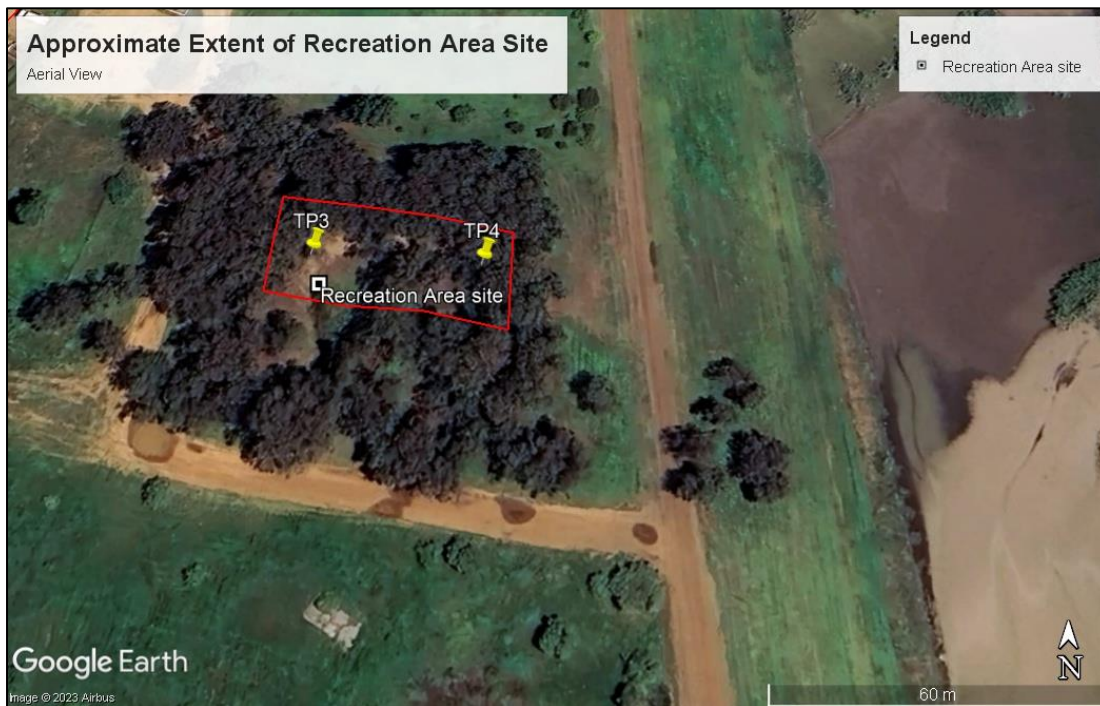 Approximate Extent of Recreation Area Site
Aerial View
Legend
Recreation Area site
TP3
TP4
Recreation Area site
Google Earth
Image © 2023 Airbus
N
60 m